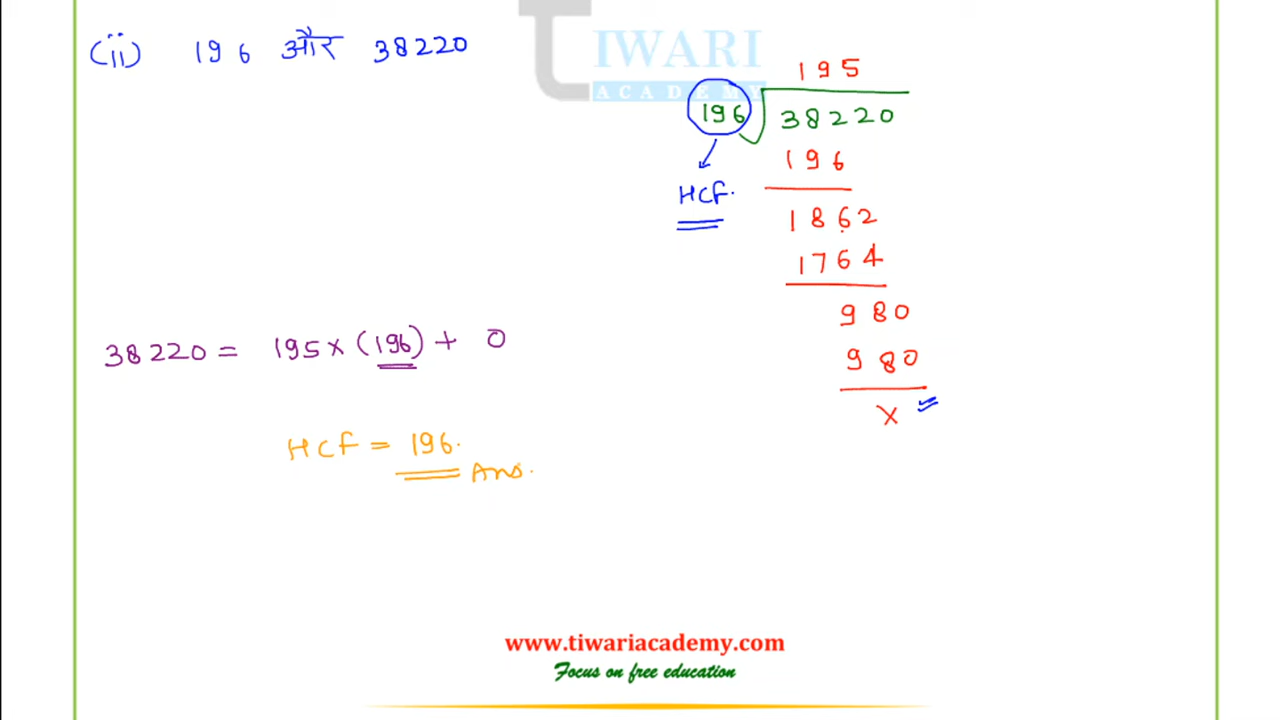 (ii) 196 और 38220
TIWARI
ACADEMY
195
196 38220
HCF.
196
1862
1764
980
980
x
38220 = 195 x (196) + 0
HCF = 196.
Ans.
www.tiwariacademy.com
Focus on free education